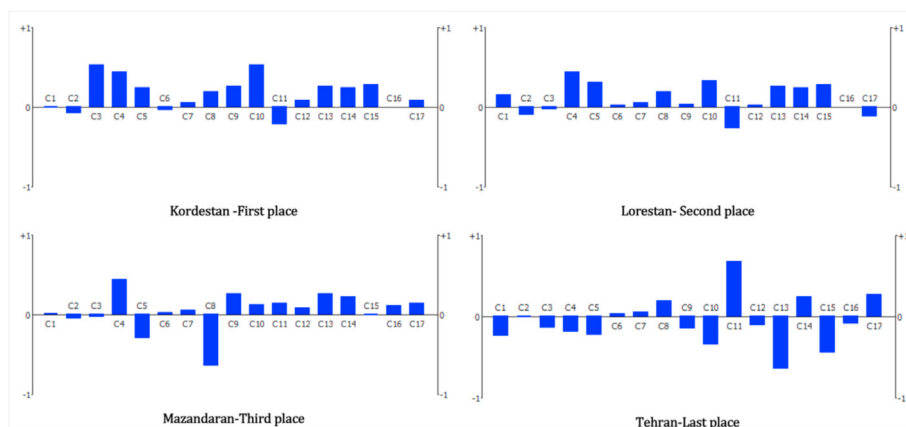 +1 +1
C1 C2 C6 C11 C16
0 0
C3 C4 C5 C7 C8 C9 C10 C12 C13 C14 C15 C17
-1 -1
Kordestan -First place
+1 +1
C2 C3 C11 C16 C17
0 0
C1 C4 C5 C6 C7 C8 C9 C10 C12 C13 C14 C15
-1 -1
Lorestan- Second place
+1 +1
C2 C3 C5 C8 C15
0 0
C1 C4 C6 C7 C9 C10 C11 C12 C13 C14 C16 C17
-1 -1
Mazandaran-Third place
+1 +1
C1 C2 C3 C4 C5 C9 C10 C12 C13 C15 C16
0 0
C6 C7 C8 C11 C14 C17
-1 -1
Tehran-Last place